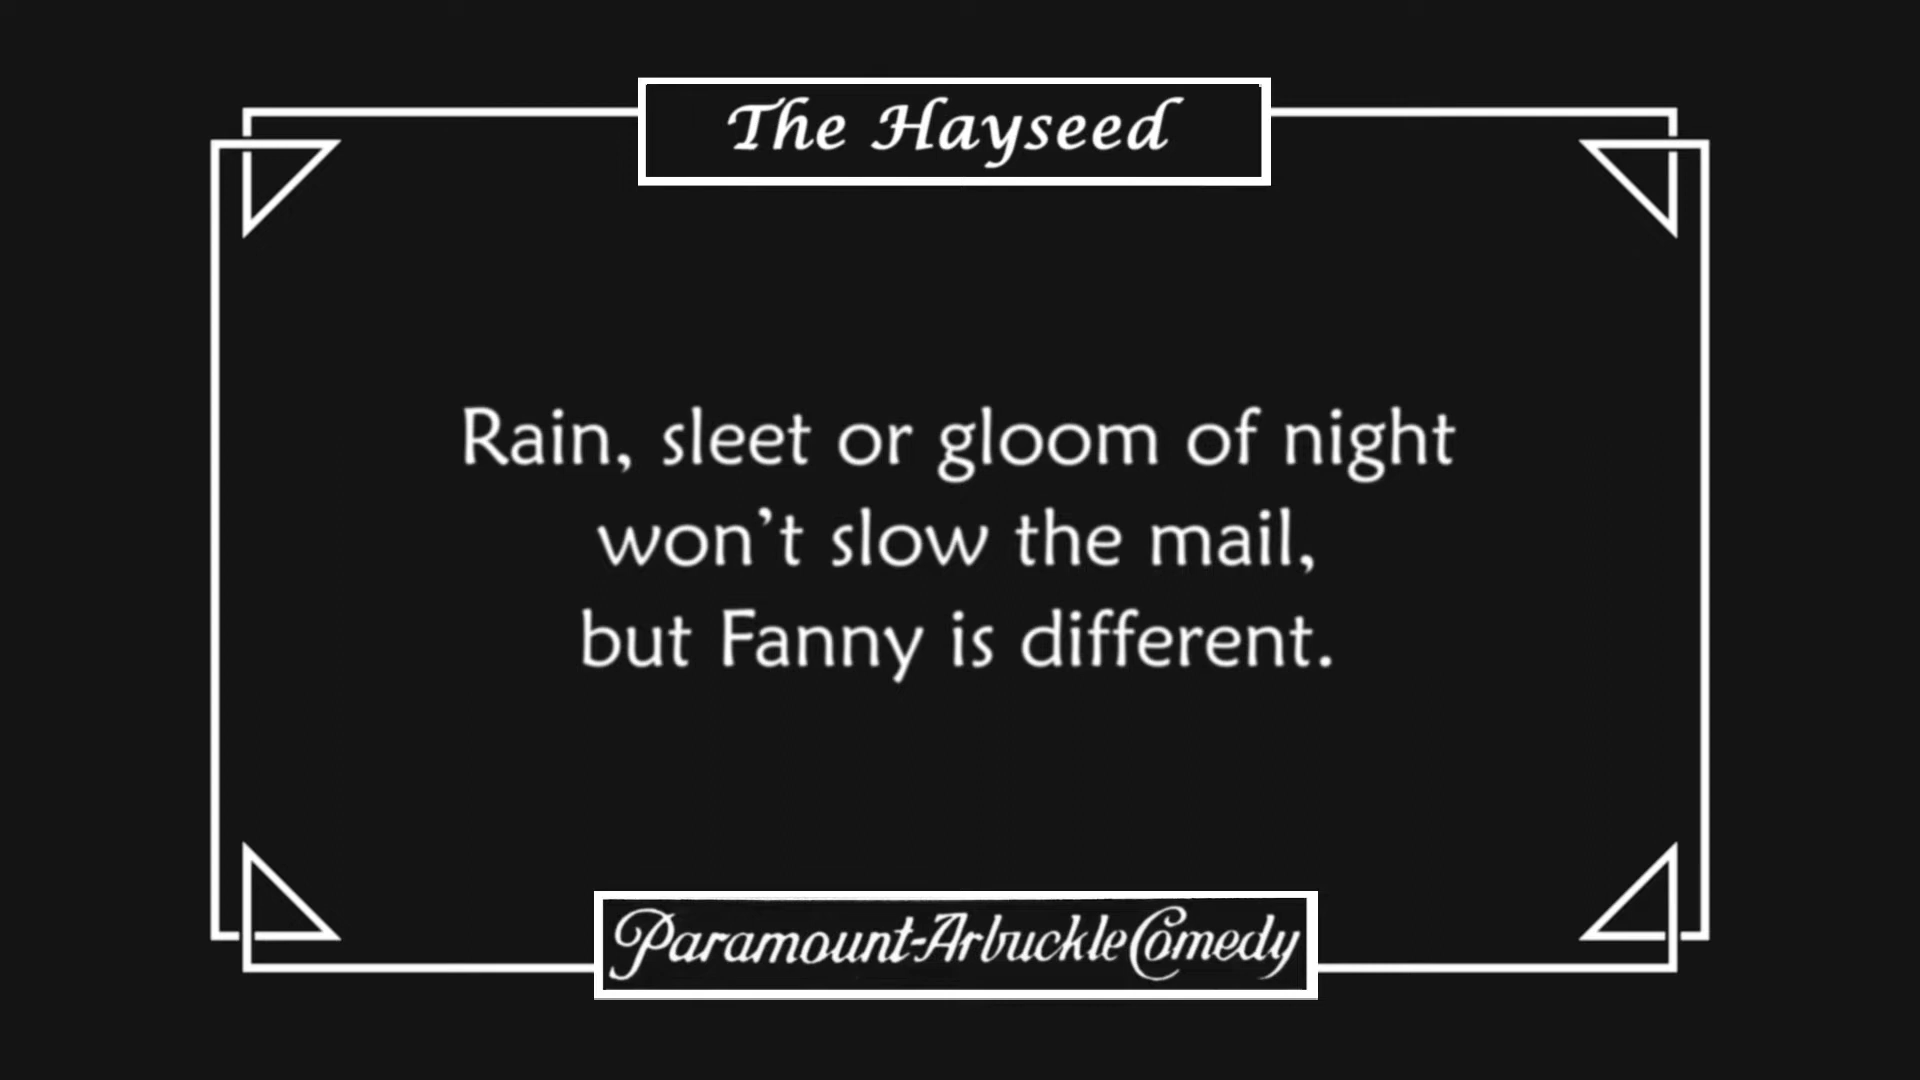 The Hayseed
Rain, sleet or gloom of night
won't slow the mail,
but Fanny is different.
Paramount-Arbuckle Comedy